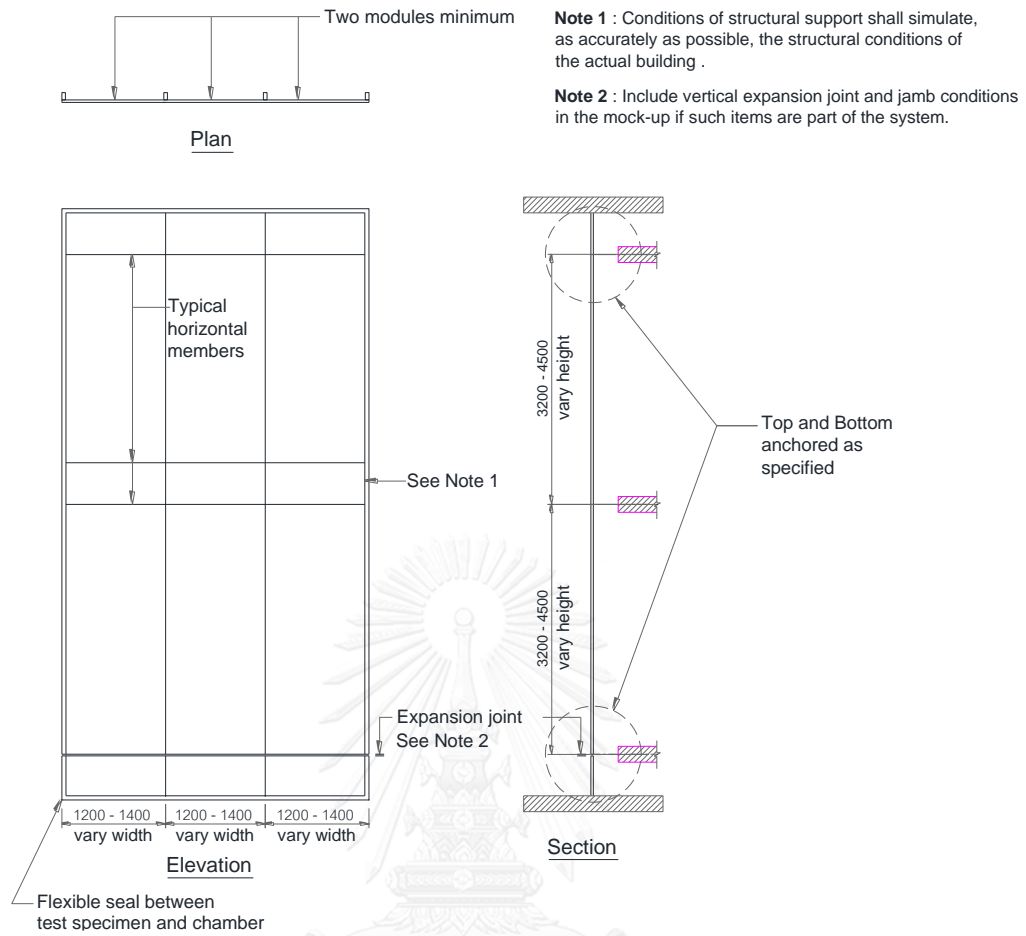 Two modules minimum
Plan
Note 1 : Conditions of structural support shall simulate,
as accurately as possible, the structural conditions of
the actual building .
Note 2 : Include vertical expansion joint and jamb conditions
in the mock-up if such items are part of the system.
Typical
horizontal
members
See Note 1
Expansion joint
See Note 2
1200 - 1400
vary width
1200 - 1400
vary width
1200 - 1400
vary width
Elevation
Flexible seal between
test specimen and chamber
3200 - 4500
vary height
3200 - 4500
vary height
Top and Bottom
anchored as
specified
Section